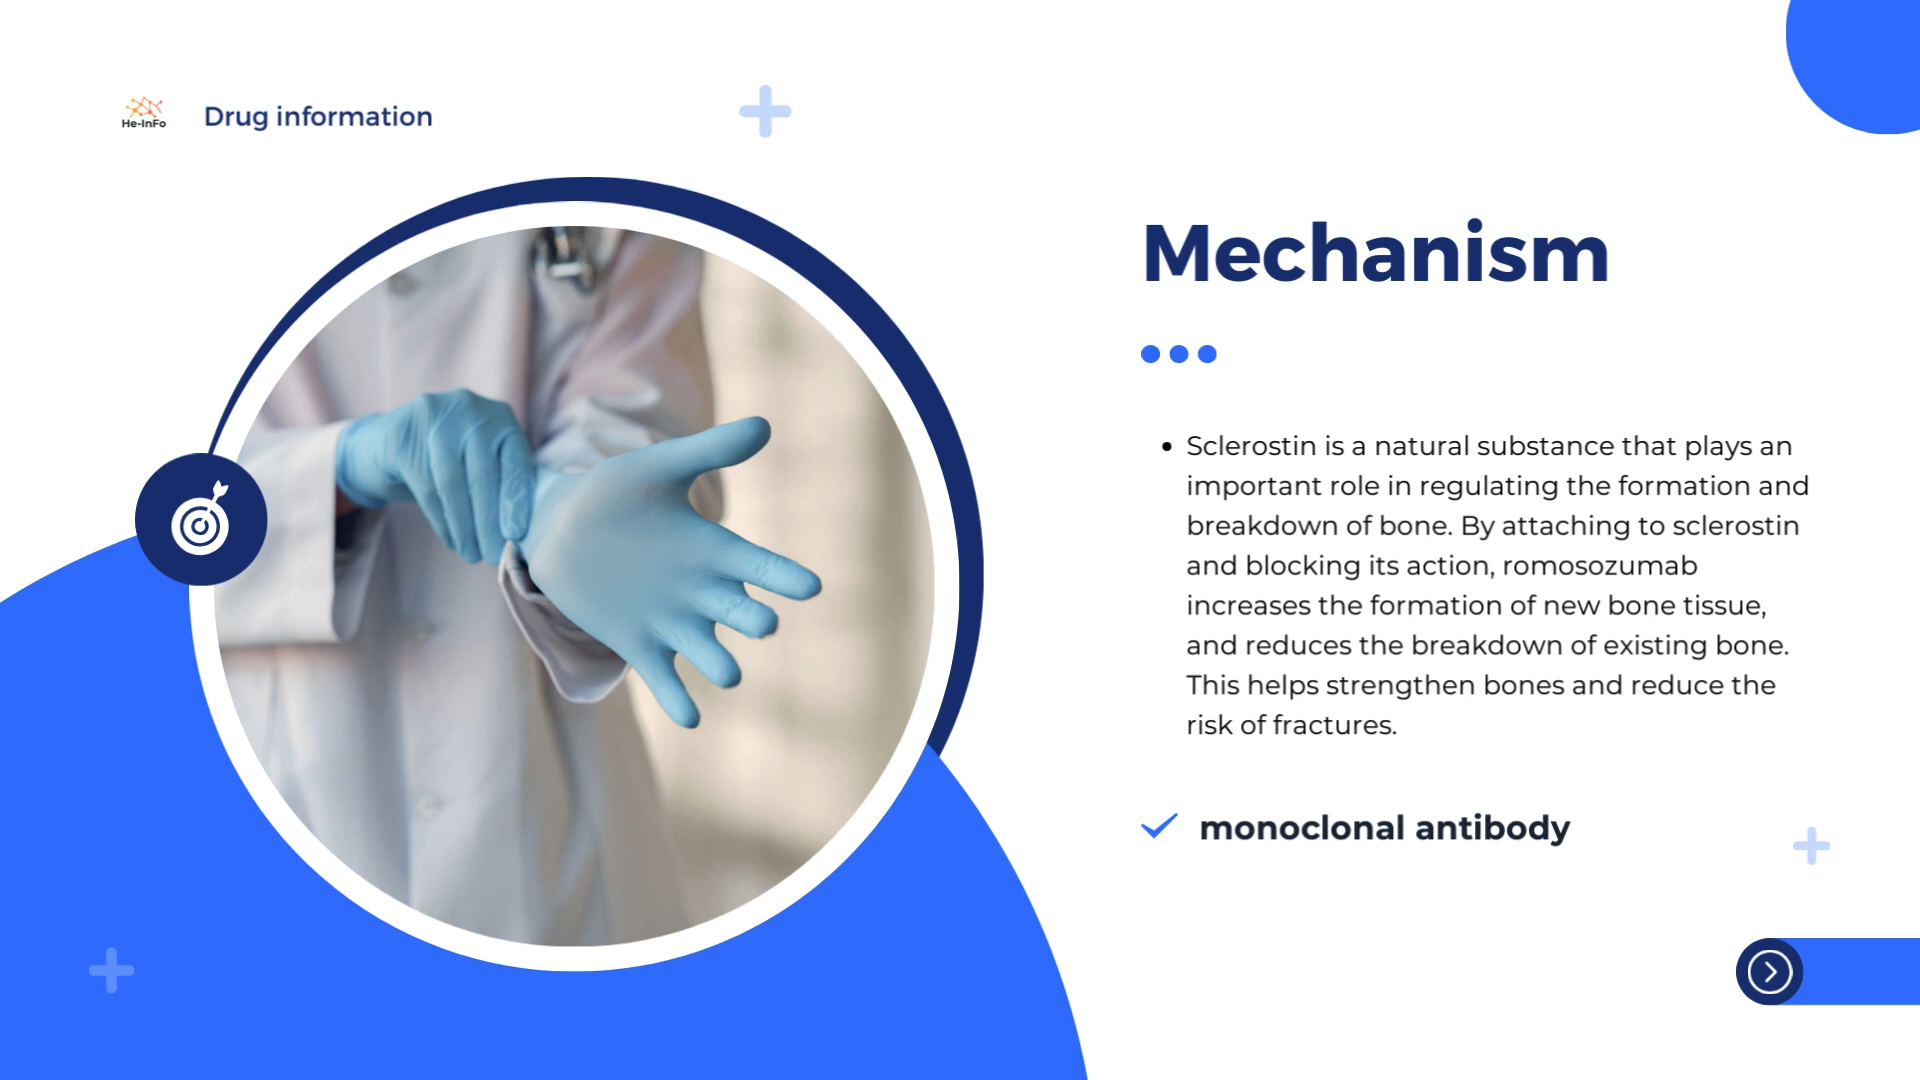 He-InFo
Drug information
Mechanism
• Sclerostin is a natural substance that plays an
important role in regulating the formation and
breakdown of bone. By attaching to sclerostin
and blocking its action, romosozumab
increases the formation of new bone tissue,
and reduces the breakdown of existing bone.
This helps strengthen bones and reduce the
risk of fractures.
monoclonal antibody